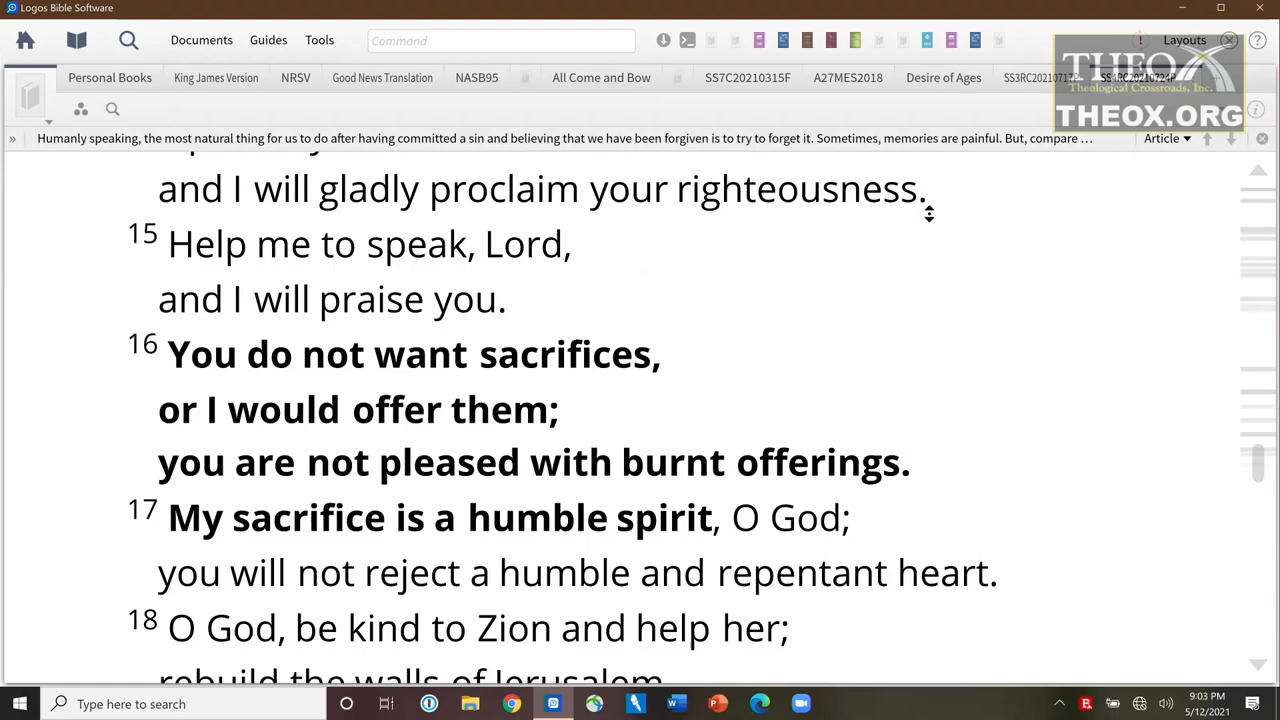 Logos Bible Software
Documents Guides Tools Command Layouts
Personal Books King James Version NRSV Good News Translation NASB95 All Come and Bow SS7C20210315F A27MES2018 Desire of Ages
THEOX
Theological Crossroads, Inc.
THEOX.ORG
Humanly speaking, the most natural thing for us to do after having committed a sin and believing that we have been forgiven is to try to forget it. Sometimes, memories are painful. But, compare … Article
and I will gladly proclaim your righteousness.
15 Help me to speak, Lord,
and I will praise you.
16 You do not want sacrifices,
or I would offer them;
you are not pleased with burnt offerings.
17 My sacrifice is a humble spirit, O God;
you will not reject a humble and repentant heart.
18 O God, be kind to Zion and help her;
rebuild the walls of Jerusalem
Type here to search
9:03 PM
5/12/2021